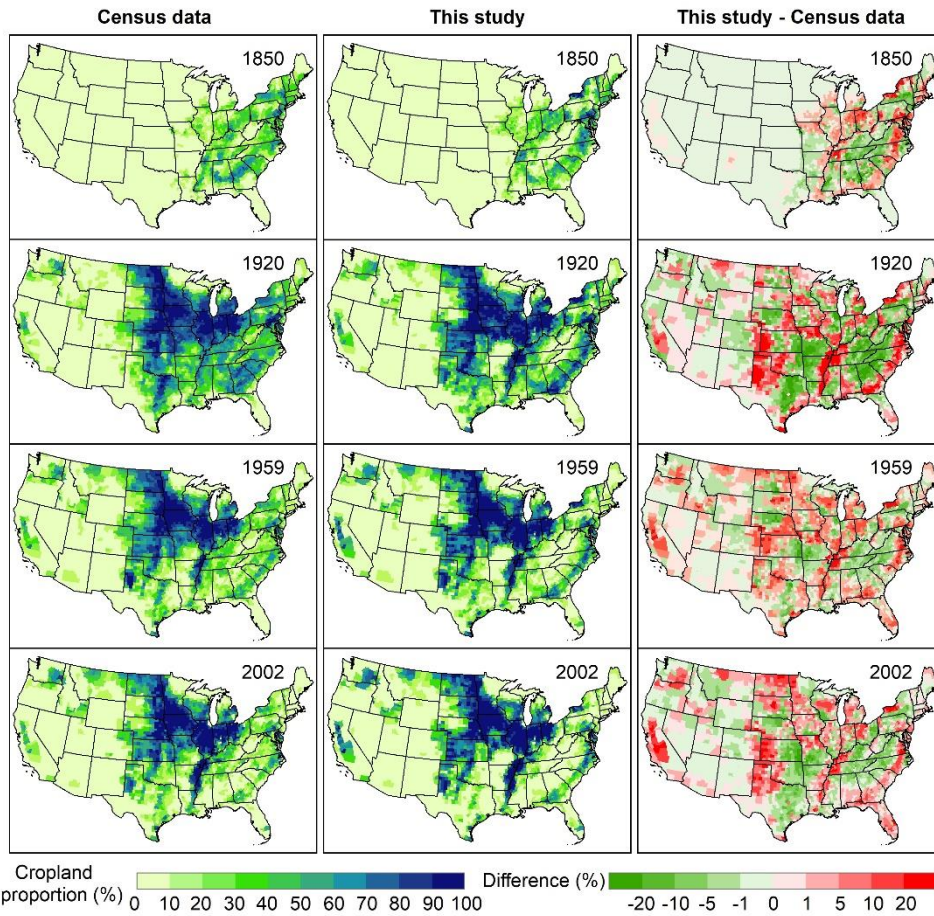 Census data This study This study - Census data
1850 1850 1850
1920 1920 1920
1959 1959 1959
2002 2002 2002
Cropland
proportion (%)
0 10 20 30 40 50 60 70 80 90 100
Difference (%)
-20 -10 -5 -1 0 1 5 10 20